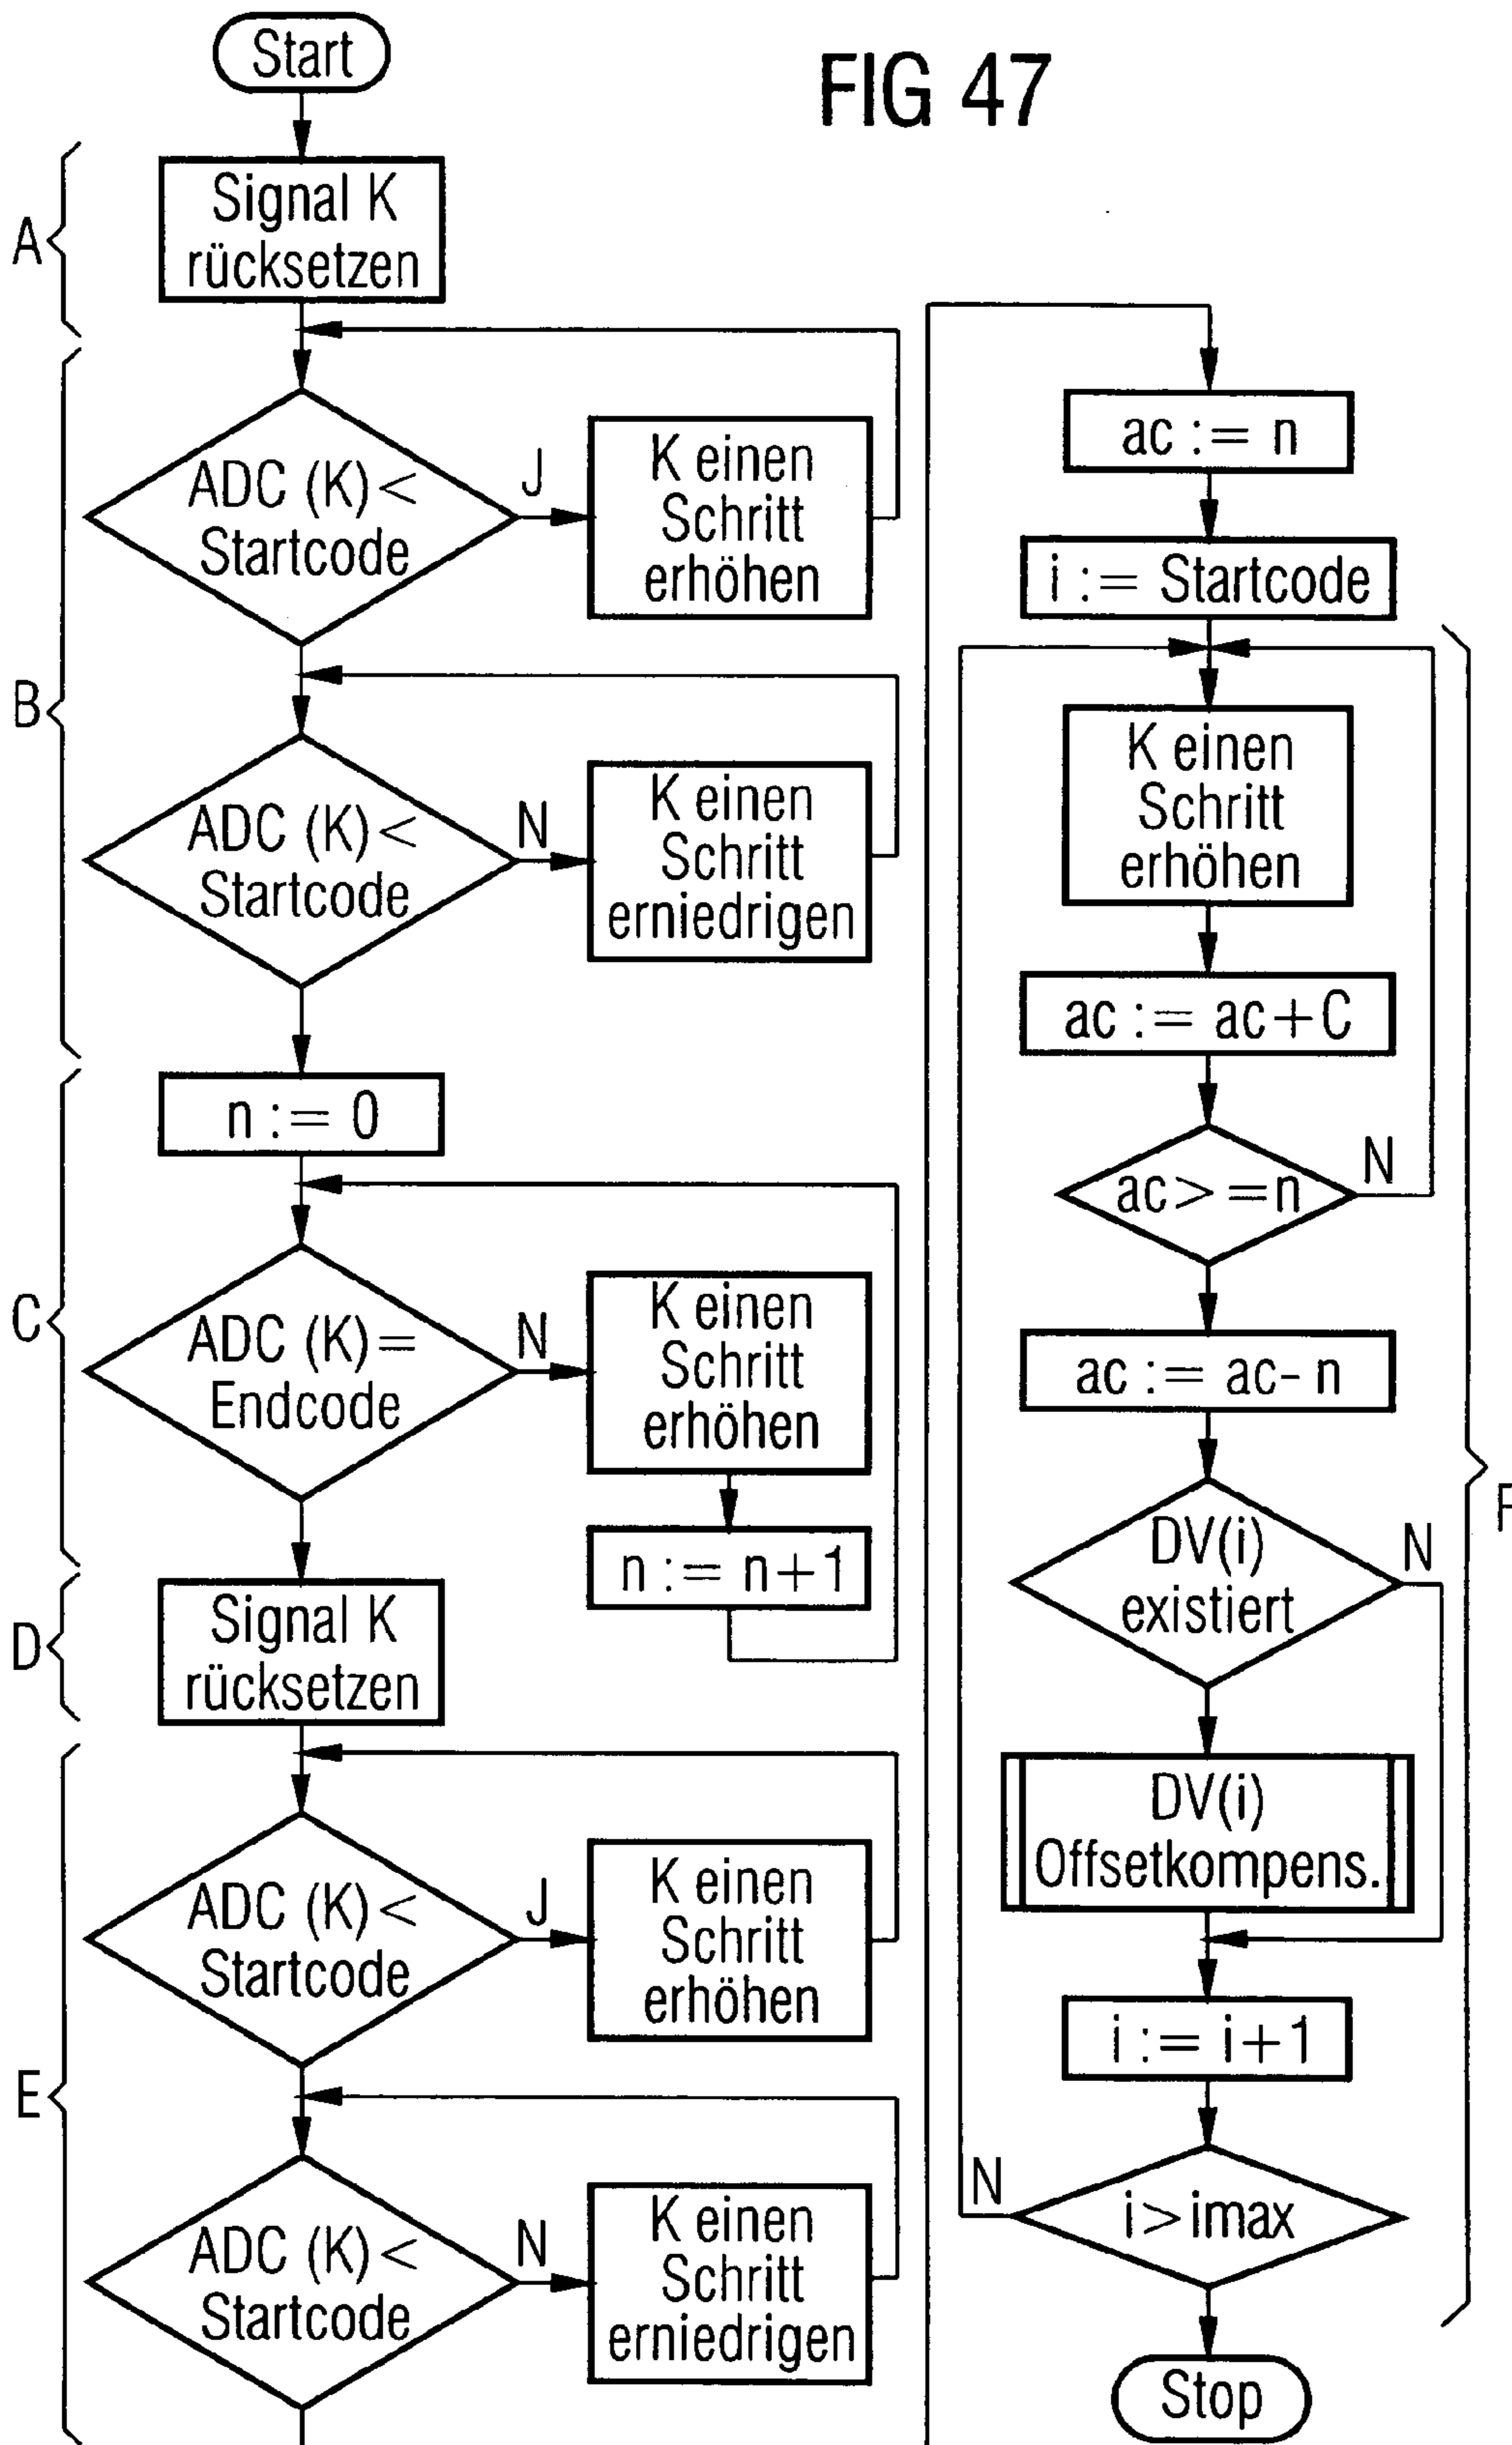 FIG 47
Start
A
Signal K
rücksetzen
B
ADC (K) <
Startcode
J
K einen
Schritt
erhöhen
ADC (K) <
Startcode
N
K einen
Schritt
erniedrigen
C
n := 0
ADC (K) =
Endcode
N
K einen
Schritt
erhöhen
n := n+1
D
Signal K
rücksetzen
E
ADC (K) <
Startcode
J
K einen
Schritt
erhöhen
ADC (K) <
Startcode
N
K einen
Schritt
erniedrigen
ac := n
i := Startcode
F
K einen
Schritt
erhöhen
ac := ac+C
ac > =n
N
ac := ac- n
DV(i)
existiert
N
DV(i)
Offsetkompens.
i := i+1
i > imax
N
Stop